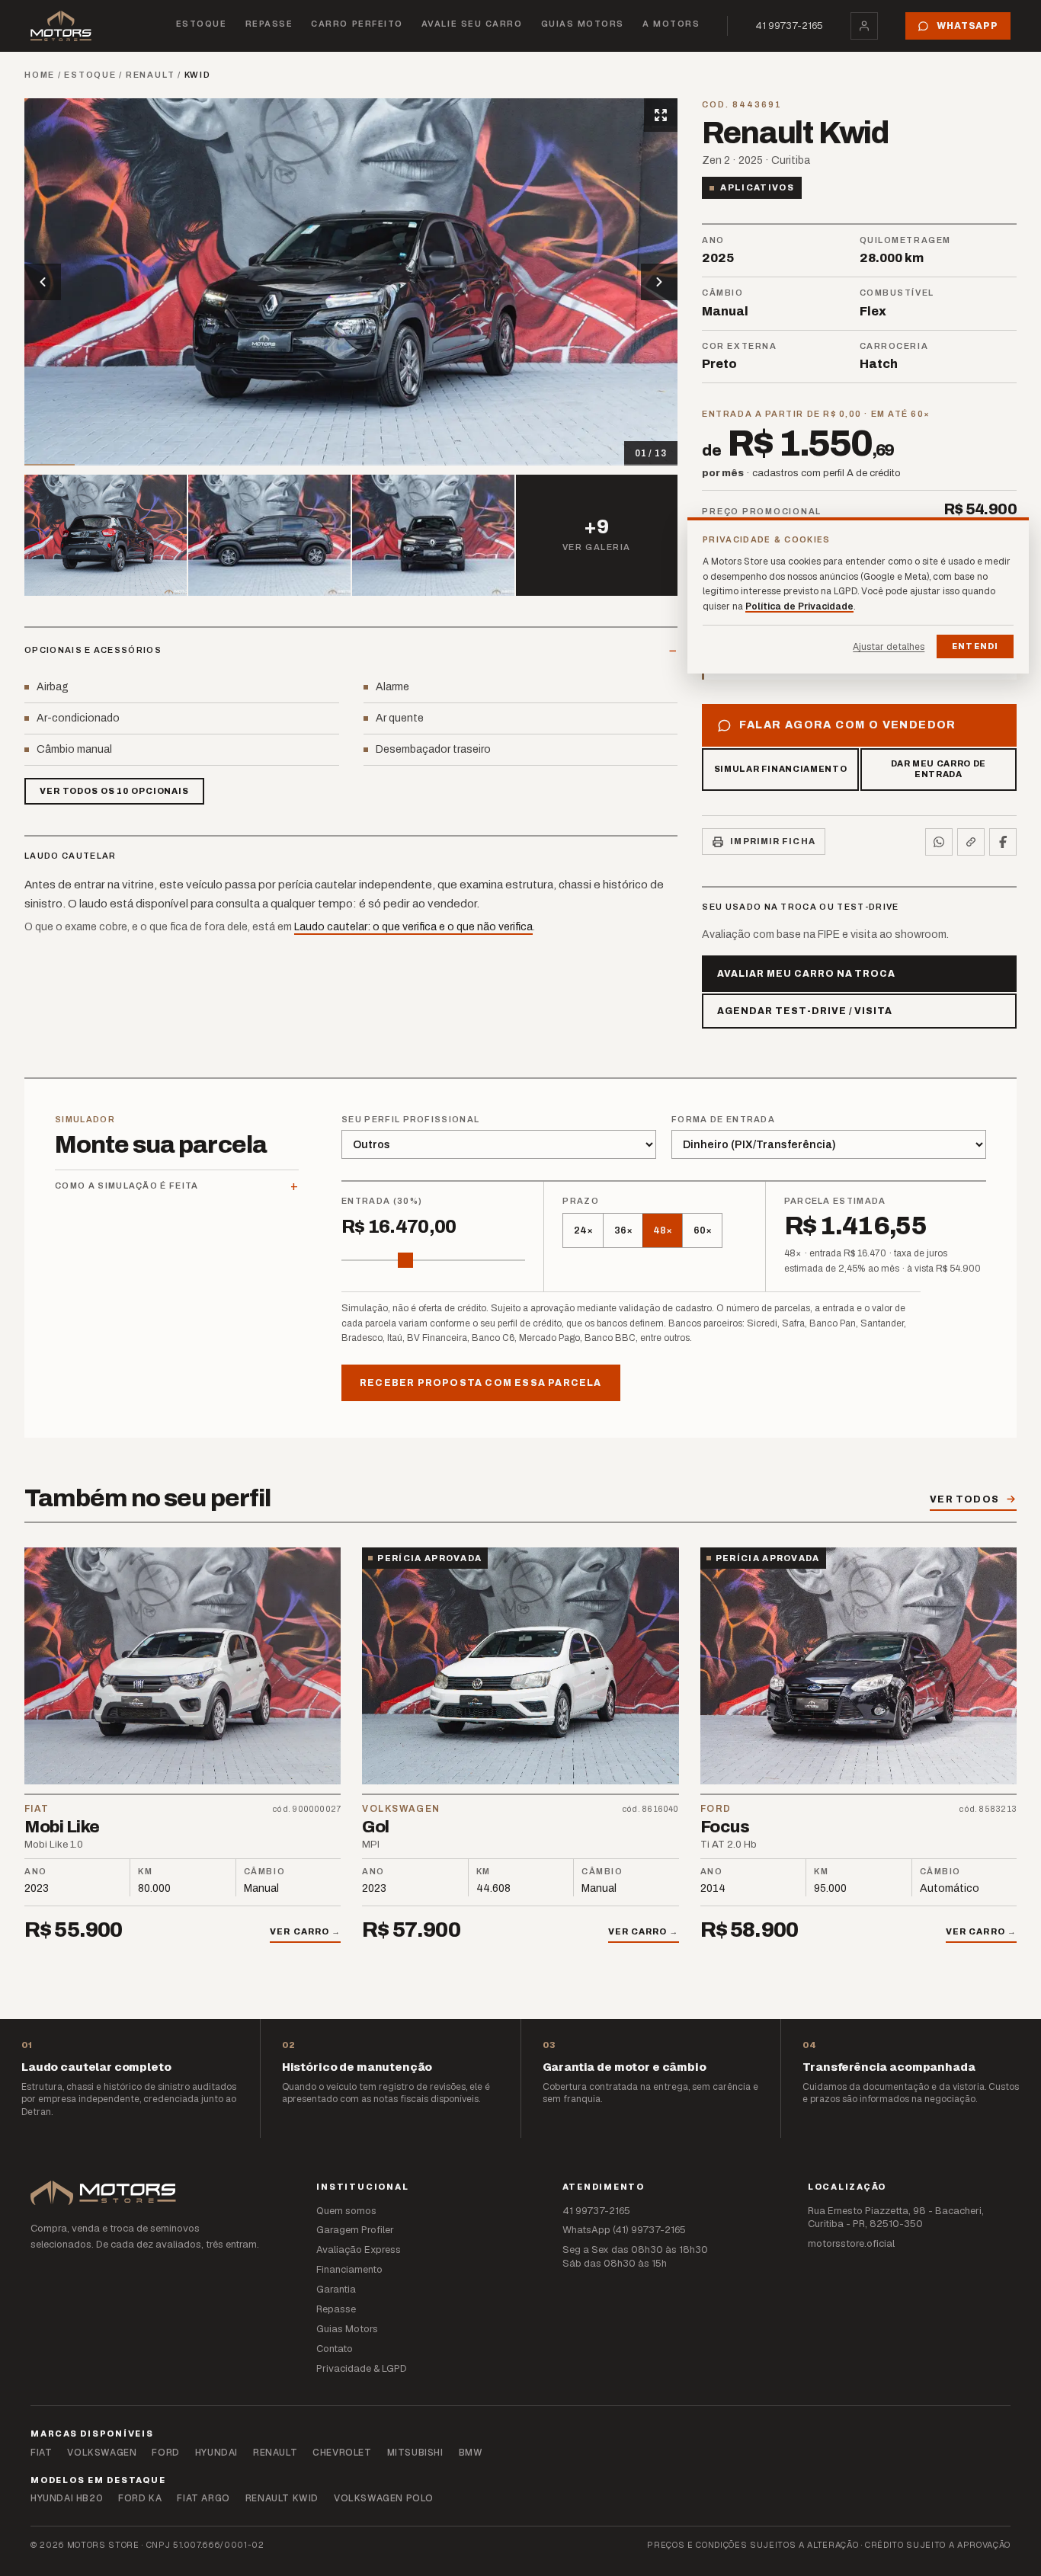 MOTORS
STORE
ESTOQUE REPASSE CARRO PERFEITO AVALIE SEU CARRO GUIAS MOTORS A MOTORS
41 99737-2165
WHATSAPP
HOME / ESTOQUE / RENAULT / KWID
01 / 13
+9
VER GALERIA
OPCIONAIS E ACESSÓRIOS
Airbag
Alarme
Ar-condicionado
Ar quente
Câmbio manual
Desembaçador traseiro
VER TODOS OS 10 OPCIONAIS
LAUDO CAUTELAR
Antes de entrar na vitrine, este veículo passa por perícia cautelar independente, que examina estrutura, chassi e histórico de
sinistro. O laudo está disponível para consulta a qualquer tempo: é só pedir ao vendedor.
O que o exame cobre, e o que fica de fora dele, está em Laudo cautelar: o que verifica e o que não verifica.
COD. 8443691
Renault Kwid
Zen 2 · 2025 · Curitiba
APLICATIVOS
ANO
2025
QUILOMETRAGEM
28.000 km
CÂMBIO
Manual
COMBUSTÍVEL
Flex
COR EXTERNA
Preto
CARROCERIA
Hatch
ENTRADA A PARTIR DE R$ 0,00 · EM ATÉ 60×
de R$ 1.550,69
por mês · cadastros com perfil A de crédito
PREÇO PROMOCIONAL
R$ 54.900
PRIVACIDADE & COOKIES
A Motors Store usa cookies para entender como o site é usado e medir
o desempenho dos nossos anúncios (Google e Meta), com base no
legítimo interesse previsto na LGPD. Você pode ajustar isso quando
quiser na Política de Privacidade.
Ajustar detalhes
ENTENDI
FALAR AGORA COM O VENDEDOR
SIMULAR FINANCIAMENTO
DAR MEU CARRO DE
ENTRADA
IMPRIMIR FICHA
SEU USADO NA TROCA OU TEST-DRIVE
Avaliação com base na FIPE e visita ao showroom.
AVALIAR MEU CARRO NA TROCA
AGENDAR TEST-DRIVE / VISITA
SIMULADOR
Monte sua parcela
COMO A SIMULAÇÃO É FEITA +
SEU PERFIL PROFISSIONAL
Outros
FORMA DE ENTRADA
Dinheiro (PIX/Transferência)
ENTRADA (30%)
R$ 16.470,00
PRAZO
24× 36× 48× 60×
PARCELA ESTIMADA
R$ 1.416,55
48× · entrada R$ 16.470 · taxa de juros
estimada de 2,45% ao mês · à vista R$ 54.900
Simulação, não é oferta de crédito. Sujeito a aprovação mediante validação de cadastro. O número de parcelas, a entrada e o valor de
cada parcela variam conforme o seu perfil de crédito, que os bancos definem. Bancos parceiros: Sicredi, Safra, Banco Pan, Santander,
Bradesco, Itaú, BV Financeira, Banco C6, Mercado Pago, Banco BBC, entre outros.
RECEBER PROPOSTA COM ESSA PARCELA
Também no seu perfil
VER TODOS →
FIAT
cód. 900000027
Mobi Like
Mobi Like 1.0
ANO KM CÂMBIO
2023 80.000 Manual
R$ 55.900
VER CARRO →
PERÍCIA APROVADA
VOLKSWAGEN
cód. 8616040
Gol
MPI
ANO KM CÂMBIO
2023 44.608 Manual
R$ 57.900
VER CARRO →
PERÍCIA APROVADA
FORD
cód. 8583213
Focus
Ti AT 2.0 Hb
ANO KM CÂMBIO
2014 95.000 Automático
R$ 58.900
VER CARRO →
01
Laudo cautelar completo
Estrutura, chassi e histórico de sinistro auditados
por empresa independente, credenciada junto ao
Detran.
02
Histórico de manutenção
Quando o veículo tem registro de revisões, ele é
apresentado com as notas fiscais disponíveis.
03
Garantia de motor e câmbio
Cobertura contratada na entrega, sem carência e
sem franquia.
04
Transferência acompanhada
Cuidamos da documentação e da vistoria. Custos
e prazos são informados na negociação.
MOTORS
STORE
Compra, venda e troca de seminovos
selecionados. De cada dez avaliados, três entram.
INSTITUCIONAL
Quem somos
Garagem Profiler
Avaliação Express
Financiamento
Garantia
Repasse
Guias Motors
Contato
Privacidade & LGPD
ATENDIMENTO
41 99737-2165
WhatsApp (41) 99737-2165
Seg a Sex das 08h30 às 18h30
Sáb das 08h30 às 15h
LOCALIZAÇÃO
Rua Ernesto Piazzetta, 98 - Bacacheri,
Curitiba - PR, 82510-350
motorsstore.oficial
MARCAS DISPONÍVEIS
FIAT VOLKSWAGEN FORD HYUNDAI RENAULT CHEVROLET MITSUBISHI BMW
MODELOS EM DESTAQUE
HYUNDAI HB20 FORD KA FIAT ARGO RENAULT KWID VOLKSWAGEN POLO
© 2026 MOTORS STORE · CNPJ 51.007.666/0001-02
PREÇOS E CONDIÇÕES SUJEITOS A ALTERAÇÃO · CRÉDITO SUJEITO A APROVAÇÃO